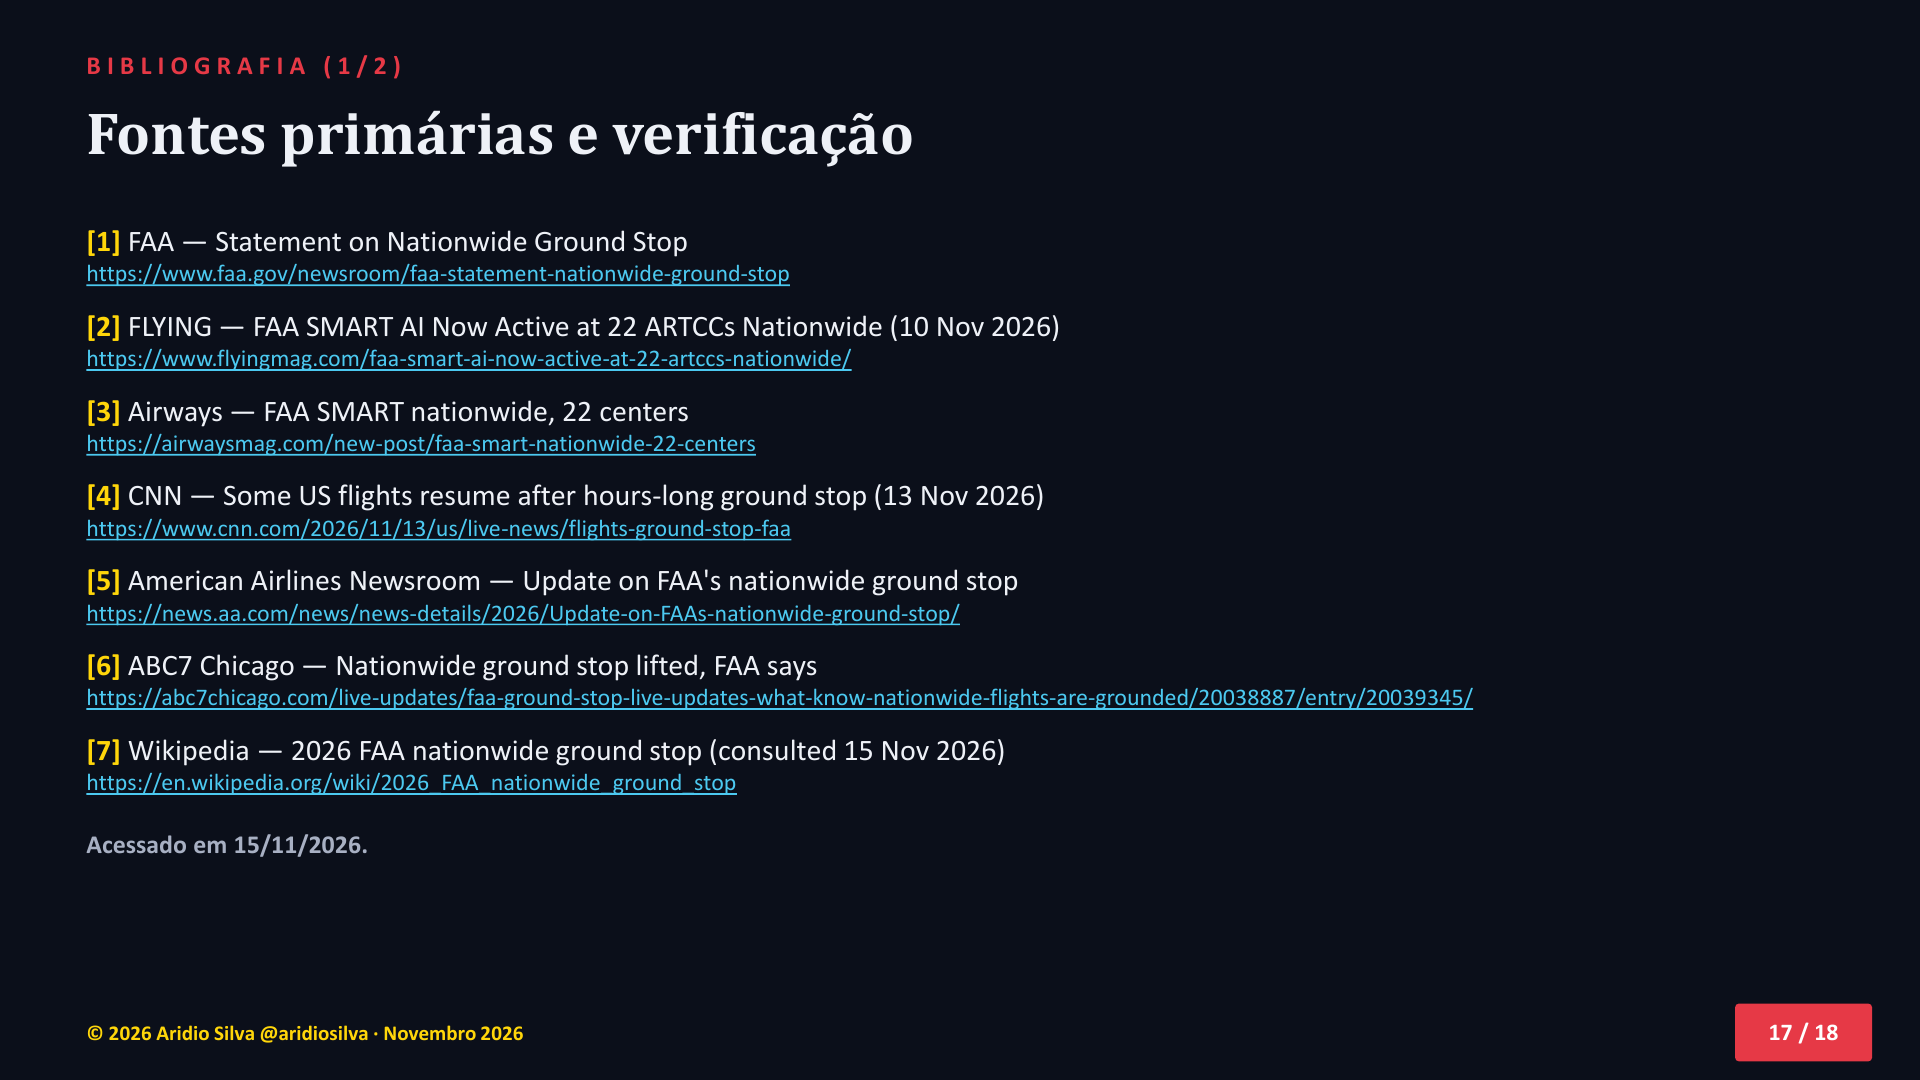 BIBLIOGRAFIA (1/2)
Fontes primárias e verificação
[1] FAA — Statement on Nationwide Ground Stop
https://www.faa.gov/newsroom/faa-statement-nationwide-ground-stop
[2] FLYING — FAA SMART AI Now Active at 22 ARTCCs Nationwide (10 Nov 2026)
https://www.flyingmag.com/faa-smart-ai-now-active-at-22-artccs-nationwide/
[3] Airways — FAA SMART nationwide, 22 centers
https://airwaysmag.com/new-post/faa-smart-nationwide-22-centers
[4] CNN — Some US flights resume after hours-long ground stop (13 Nov 2026)
https://www.cnn.com/2026/11/13/us/live-news/flights-ground-stop-faa
[5] American Airlines Newsroom — Update on FAA's nationwide ground stop
https://news.aa.com/news/news-details/2026/Update-on-FAAs-nationwide-ground-stop/
[6] ABC7 Chicago — Nationwide ground stop lifted, FAA says
https://abc7chicago.com/live-updates/faa-ground-stop-live-updates-what-know-nationwide-flights-are-grounded/20038887/entry/20039345/
[7] Wikipedia — 2026 FAA nationwide ground stop (consulted 15 Nov 2026)
https://en.wikipedia.org/wiki/2026_FAA_nationwide_ground_stop
Acessado em 15/11/2026.
© 2026 Aridio Silva @aridiosilva · Novembro 2026
17 / 18